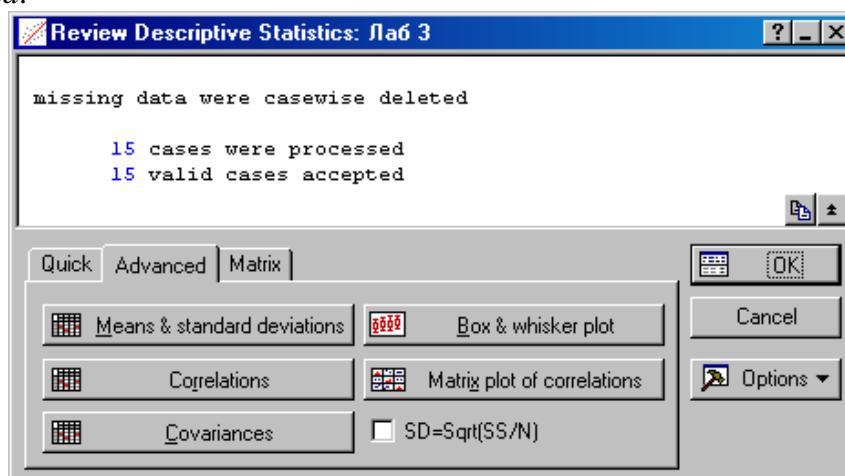 Review Descriptive Statistics: Лаб 3
missing data were casewise deleted
15 cases were processed
15 valid cases accepted
Quick Advanced Matrix
Means & standard deviations
Box & whisker plot
Correlations
Matrix plot of correlations
Covariances
SD=Sqrt(SS/N)
OK
Cancel
Options